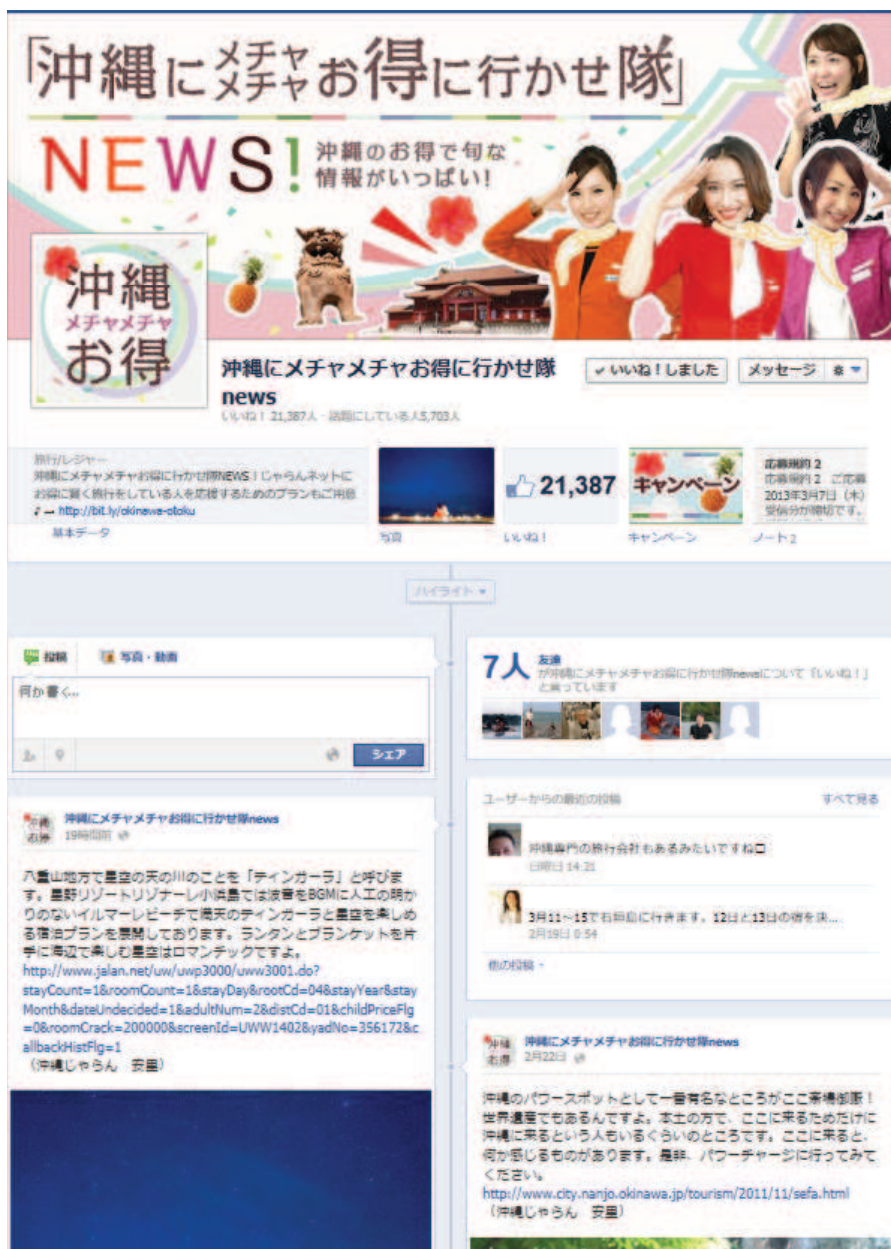 「沖縄にメチャメチャお得に行かせ隊」
NEWS!
沖縄のお得で旬な
情報がいっぱい!
沖縄
メチャメチャ
お得
沖縄にメチャメチャお得に行かせ隊
news
いいね! 21,387人 · 話題にしている人5,703人
✓ いいね!しました
メッセージ
旅行/レジャー
沖縄にメチャメチャお得に行かせ隊NEWS!じゃらんネットに
お得に賢く旅行をしている人を応援するためのプランもご用意
♪ → http://bit.ly/okinawa-otoku
基本データ
写真
21,387
いいね!
キャンペーン
キャンペーン
応募規約 2
応募規約 2 ご応募
2013年3月7日(木)
受信分が締切です。
ノート2
ハイライト
投稿
写真・動画
何か書く...
シェア
7人 友達
が沖縄にメチャメチャお得に行かせ隊newsについて「いいね!」
と言っています
ユーザーからの最近の投稿
すべて見る
沖縄専門の旅行会社もあるみたいですね□
日曜日 14:21
3月11~15で石垣島に行きます。12日と13日の宿を決...
2月19日 0:54
他の投稿
沖縄にメチャメチャお得に行かせ隊news
19時間前
八重山地方で星空の天の川のことを「ティンガーラ」と呼びま
す。星野リゾートリゾナーレ小浜島では波音をBGMに人工の明か
りのないイルマーレビーチで満天のティンガーラと星空を楽しめ
る宿泊プランを展開しております。ランタンとブランケットを片
手に海辺で楽しむ星空はロマンチックですよ。
http://www.jalan.net/uw/uwp3000/uww3001.do?
stayCount=1&roomCount=1&stayDay&rootCd=04&stayYear&stay
Month&dateUndecided=1&adultNum=2&distCd=01&childPriceFlg
=0&roomCrack=200000&screenId=UWW1402&yadNo=356172&c
allbackHistFlg=1
(沖縄じゃらん 安里)
沖縄にメチャメチャお得に行かせ隊news
2月22日
沖縄のパワースポットとして一番有名なところがここ斎場御嶽!
世界遺産でもあるんですよ。本土の方で、ここに来るためだけに
沖縄に来るという人もいるぐらいのところです。ここに来ると、
何か感じるものがあります。是非、パワーチャージに行ってみて
ください。
http://www.city.nanjo.okinawa.jp/tourism/2011/11/sefa.html
(沖縄じゃらん 安里)